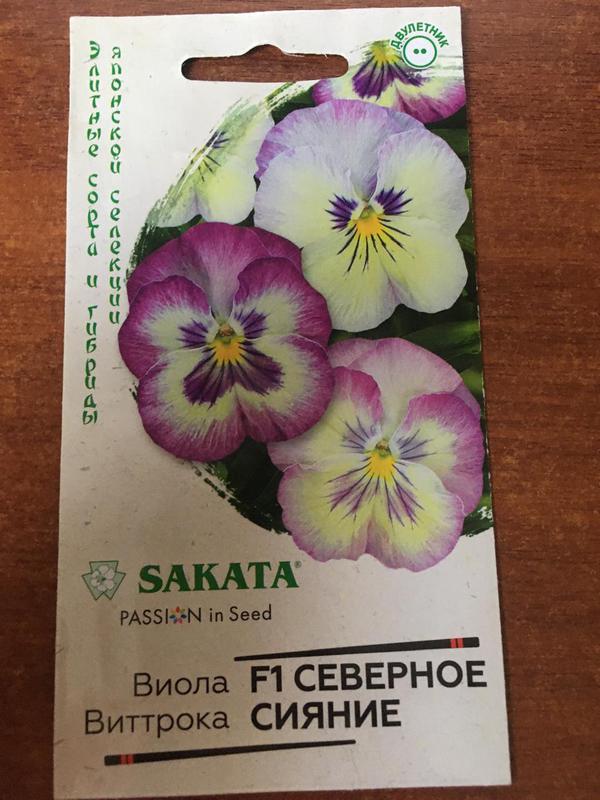 ДВУЛЕТНИК
Элитные сорта и гибриды
японской селекции
SAKATA®
PASSION in Seed
Виола F1 СЕВЕРНОЕ
Виттрока СИЯНИЕ